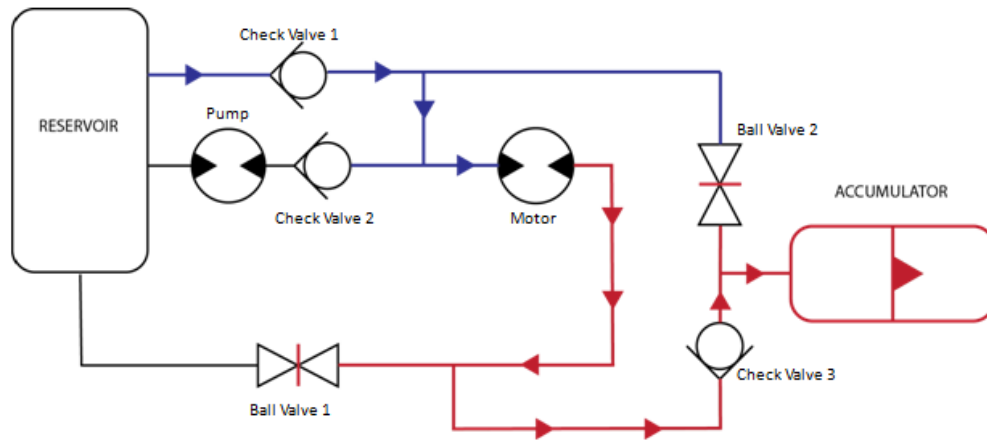 Check Valve 1
Pump
RESERVOIR
Ball Valve 2
Check Valve 2
Motor
ACCUMULATOR
Check Valve 3
Ball Valve 1